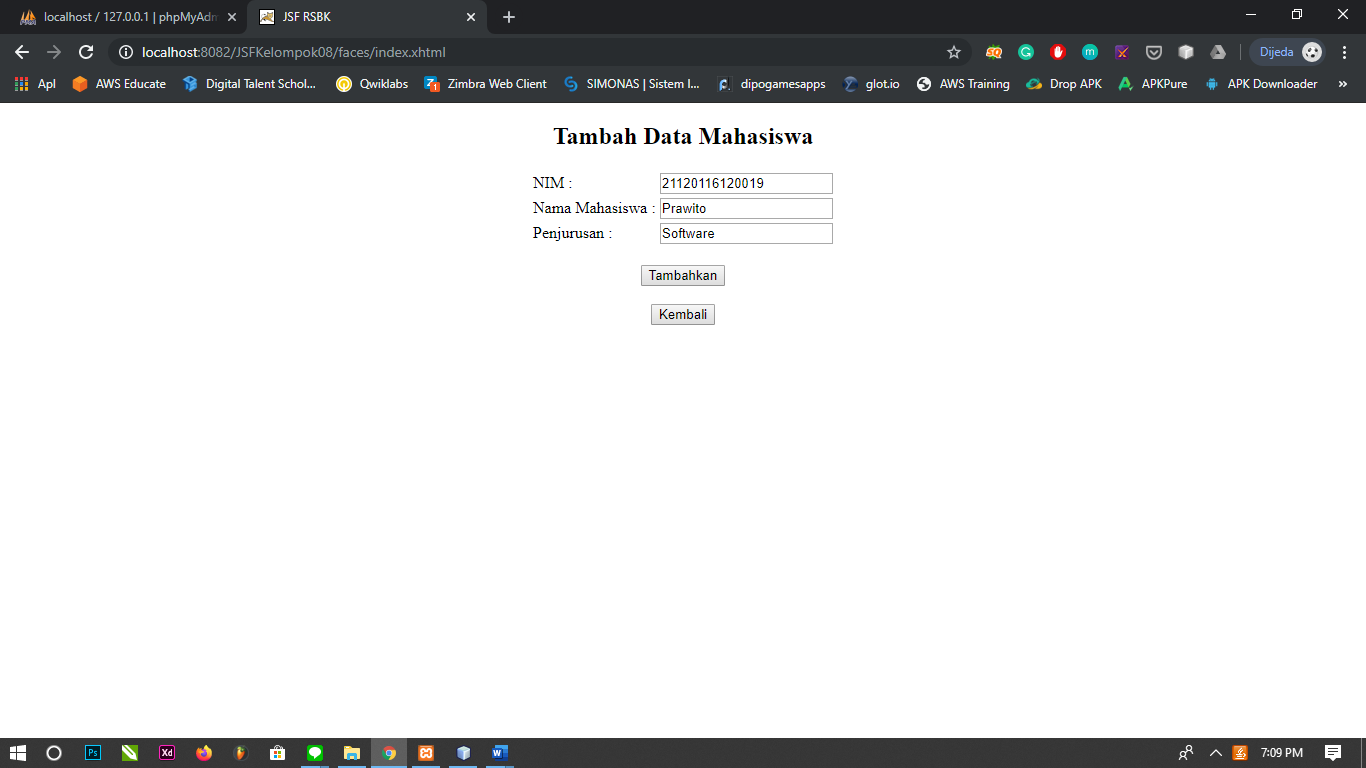 localhost / 127.0.0.1 | phpMyAdm
JSF RSBK
localhost:8082/JSFKelompok08/faces/index.xhtml
Dijeda
Apl
AWS Educate
Digital Talent Schol...
Qwiklabs
Zimbra Web Client
SIMONAS | Sistem I...
dipogamesapps
glot.io
AWS Training
Drop APK
APKPure
APK Downloader
»
Tambah Data Mahasiswa
NIM : 21120116120019
Nama Mahasiswa : Prawito
Penjurusan : Software
Tambahkan
Kembali
7:09 PM